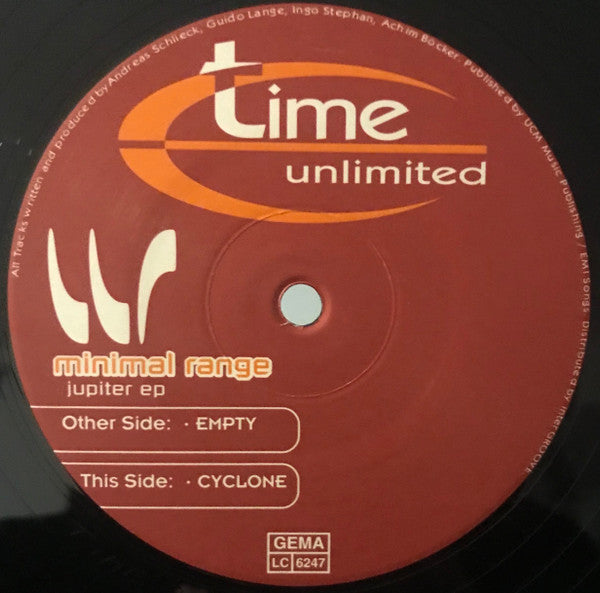 All Tracks written and produced by Andreas Schlieck, Guido Lange, Ingo Stephan, Achim Böcker. Published by UCM Music Publishing / EMI Songs. Distributed by InterGROOVE
time
unlimited
minimal range
jupiter ep
Other Side: · EMPTY
This Side: · CYCLONE
GEMA
LC 6247